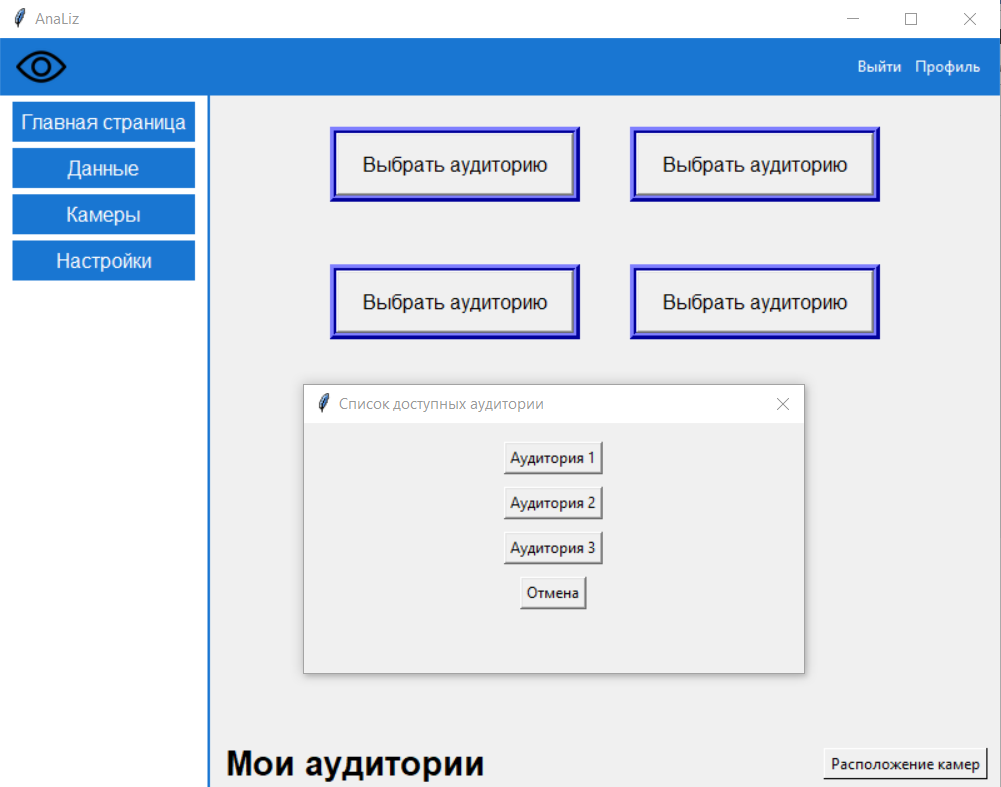 AnaLiz
Выйти Профиль
Главная страница
Данные
Камеры
Настройки
Выбрать аудиторию
Выбрать аудиторию
Выбрать аудиторию
Выбрать аудиторию
Список доступных аудитории
Аудитория 1
Аудитория 2
Аудитория 3
Отмена
Мои аудитории
Расположение камер